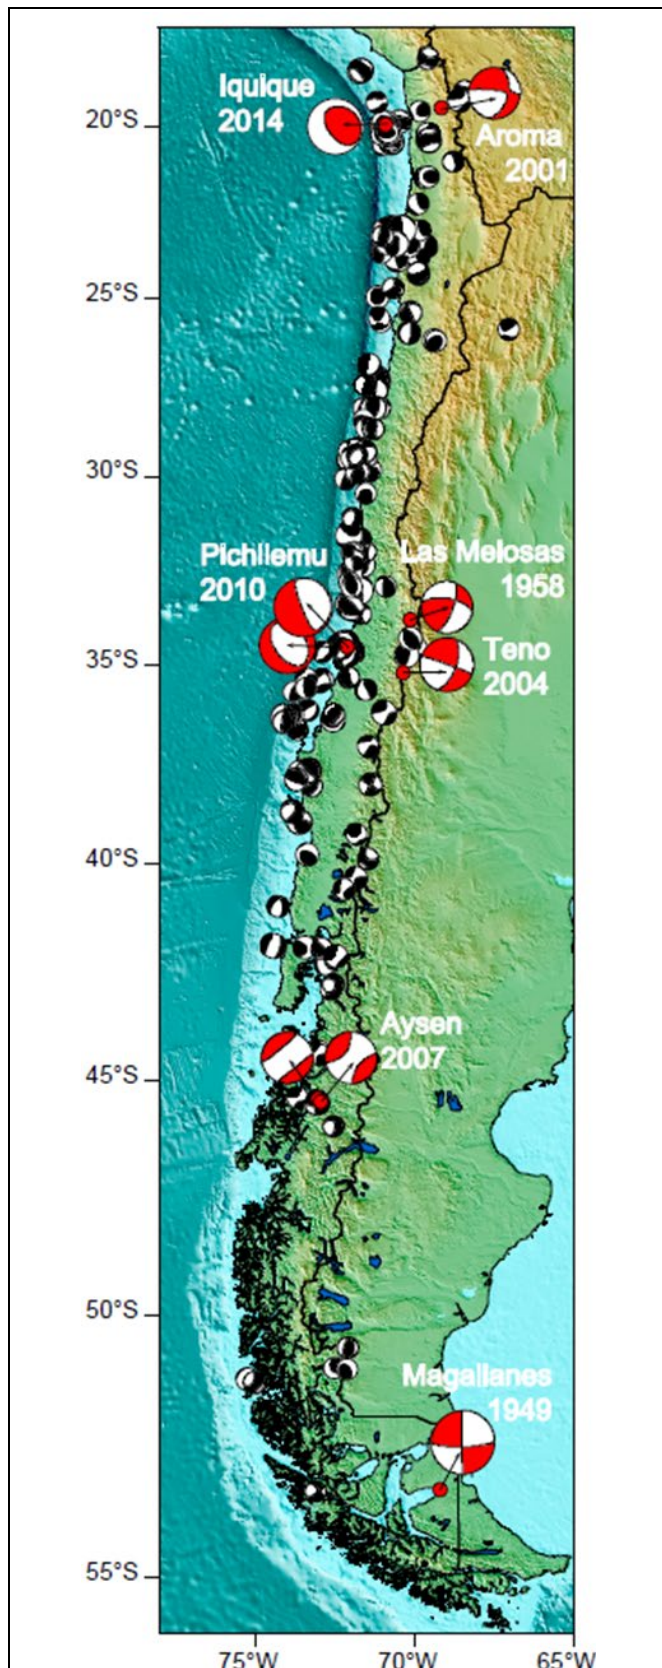 Iquique
2014
20°S
Aroma
2001
25°S
30°S
Pichilemu
2010
Las Melosas
1958
Teno
2004
35°S
40°S
Aysen
2007
45°S
50°S
Magallanes
1949
55°S
75°W 70°W 65°W